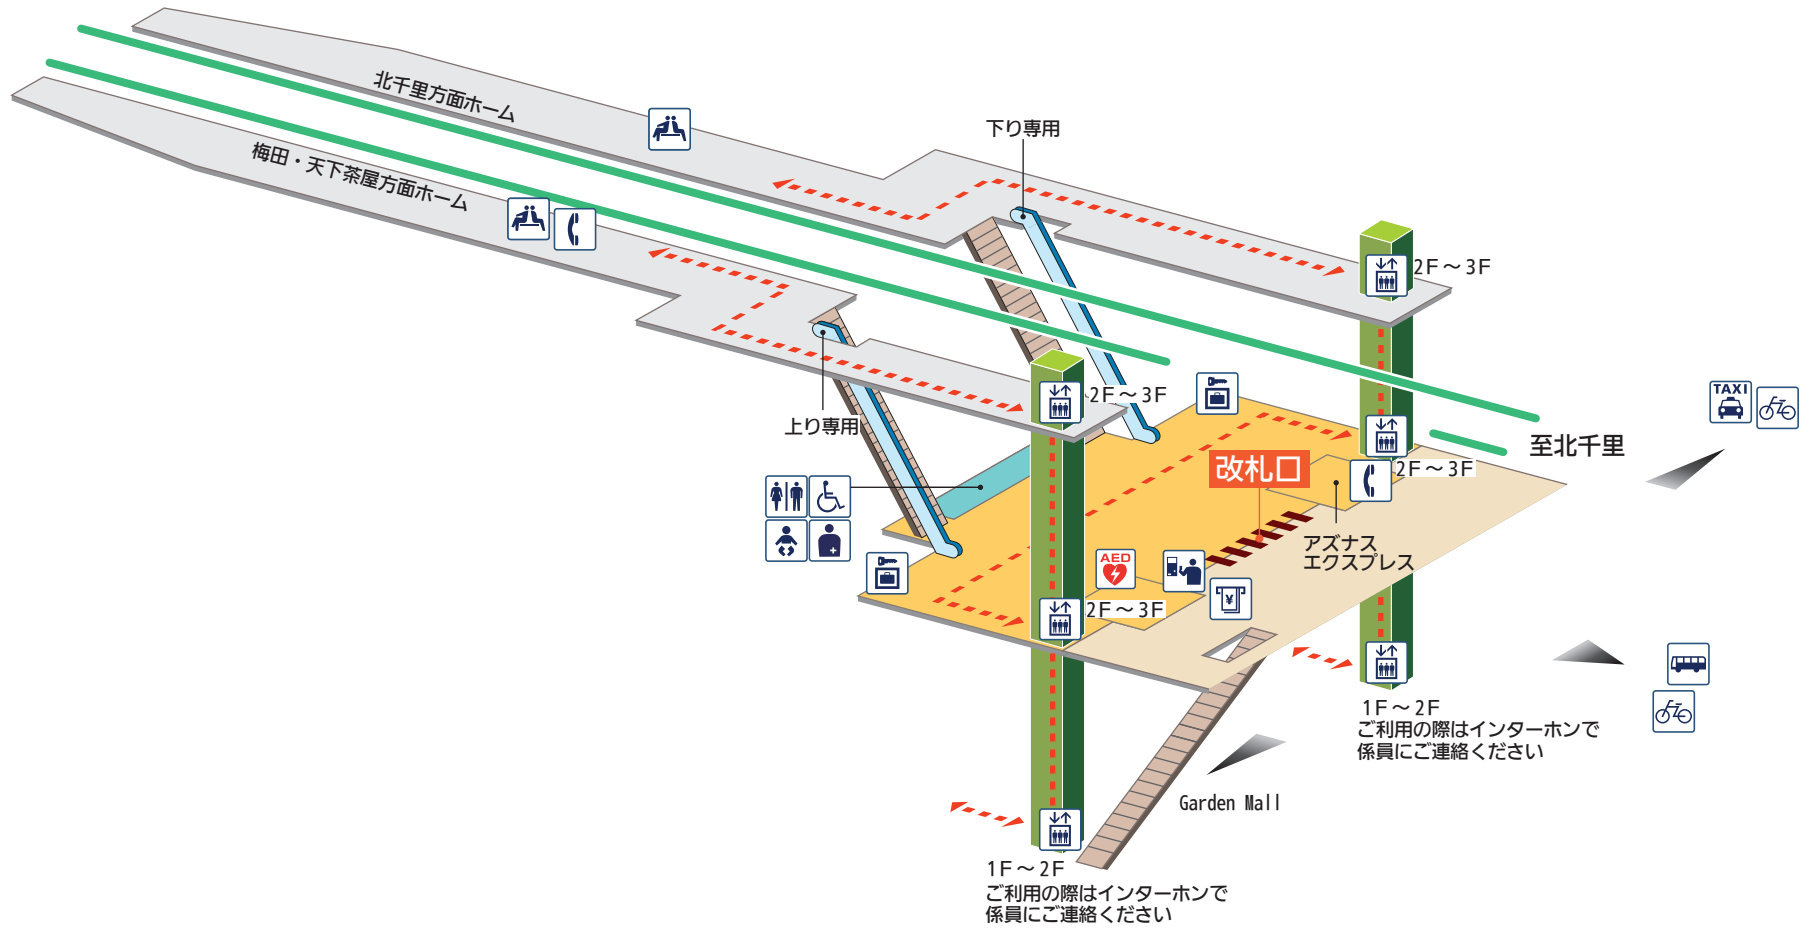 北千里方面ホーム
梅田・天下茶屋方面ホーム
下り専用
2F～3F
上り専用
2F～3F
TAXI
至北千里
改札口
2F～3F
アズナス
エクスプレス
AED
¥
2F～3F
1F～2F
ご利用の際はインターホンで
係員にご連絡ください
Garden Mall
1F～2F
ご利用の際はインターホンで
係員にご連絡ください